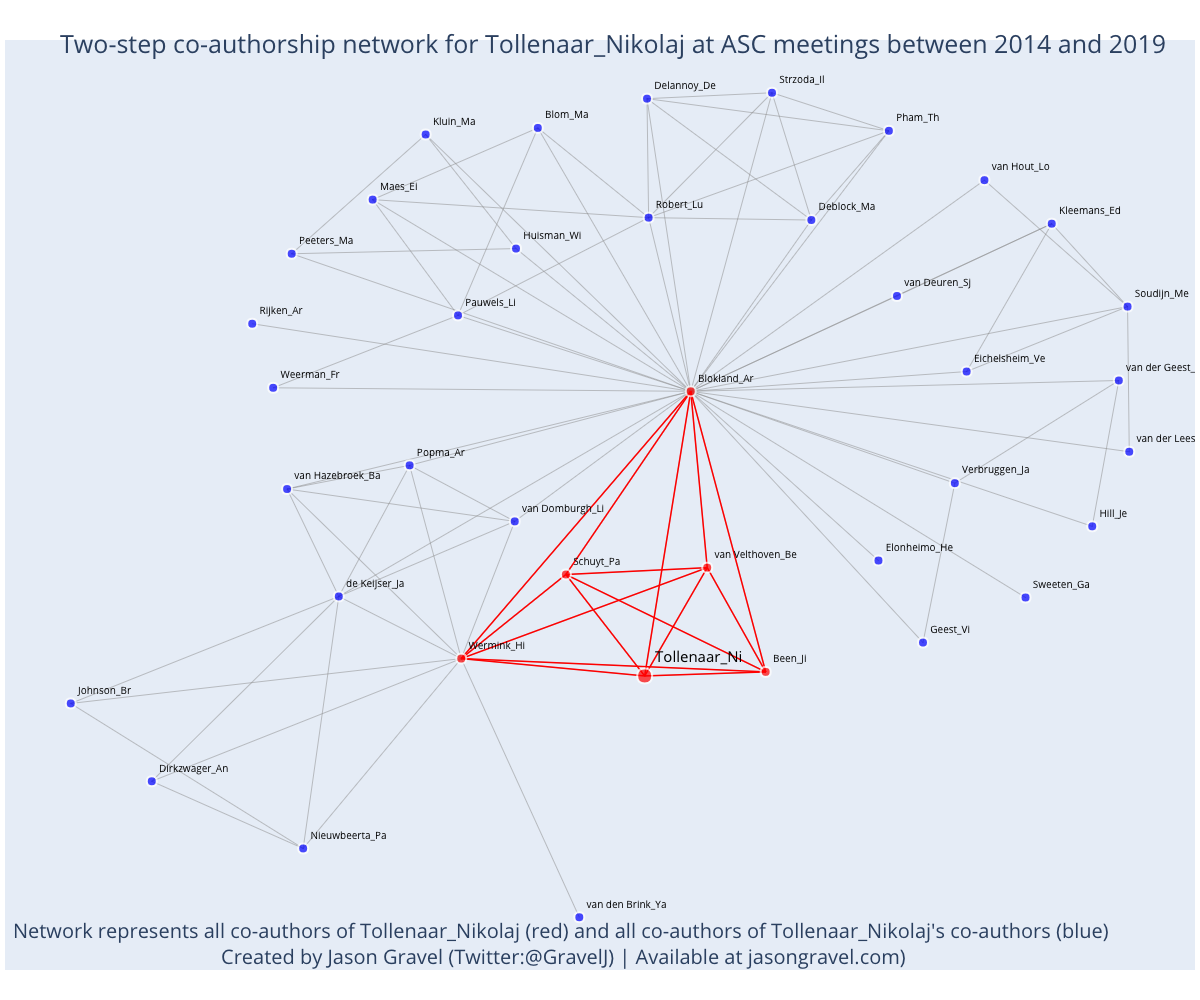 Two-step co-authorship network for Tollenaar_Nikolaj at ASC meetings between 2014 and 2019
Strzoda_Il
Delannoy_De
Blom_Ma
Pham_Th
Kluin_Ma
van Hout_Lo
Maes_Ei
Robert_Lu
Deblock_Ma
Kleemans_Ed
Huisman_Wi
Peeters_Ma
van Deuren_Sj
Soudijn_Me
Pauwels_Li
Rijken_Ar
Eichelsheim_Ve
van der Geest_
Weerman_Fr
Blokland_Ar
van der Lees
Popma_Ar
Verbruggen_Ja
van Hazebroek_Ba
van Domburgh_Li
Hill_Je
Elonheimo_He
van Velthoven_Be
Schuyt_Pa
de Keijser_Ja
Sweeten_Ga
Geest_Vi
Wermink_Hi
Tollenaar_Ni
Been_Ji
Johnson_Br
Dirkzwager_An
Nieuwbeerta_Pa
van den Brink_Ya
Network represents all co-authors of Tollenaar_Nikolaj (red) and all co-authors of Tollenaar_Nikolaj's co-authors (blue)
Created by Jason Gravel (Twitter:@GravelJ) | Available at jasongravel.com)